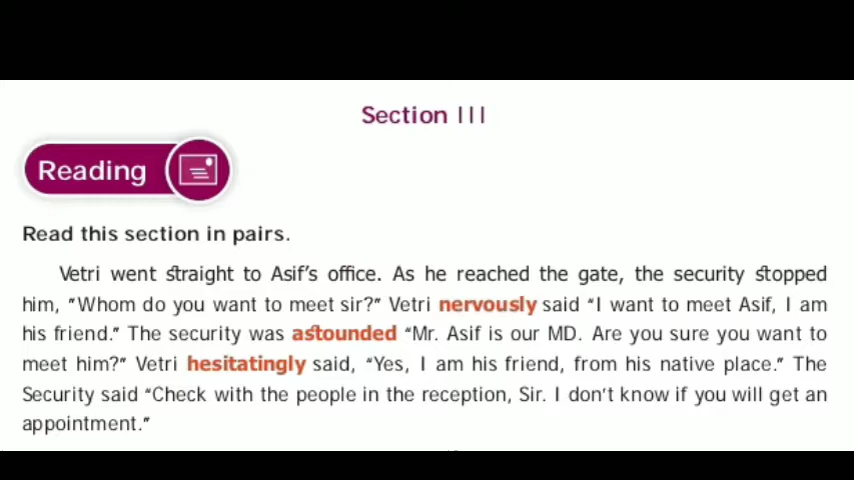 Section III
Reading
Read this section in pairs.
Vetri went straight to Asif's office. As he reached the gate, the security stopped
him, "Whom do you want to meet sir?" Vetri nervously said "I want to meet Asif, I am
his friend." The security was astounded "Mr. Asif is our MD. Are you sure you want to
meet him?" Vetri hesitatingly said, "Yes, I am his friend, from his native place." The
Security said "Check with the people in the reception, Sir. I don't know if you will get an
appointment."